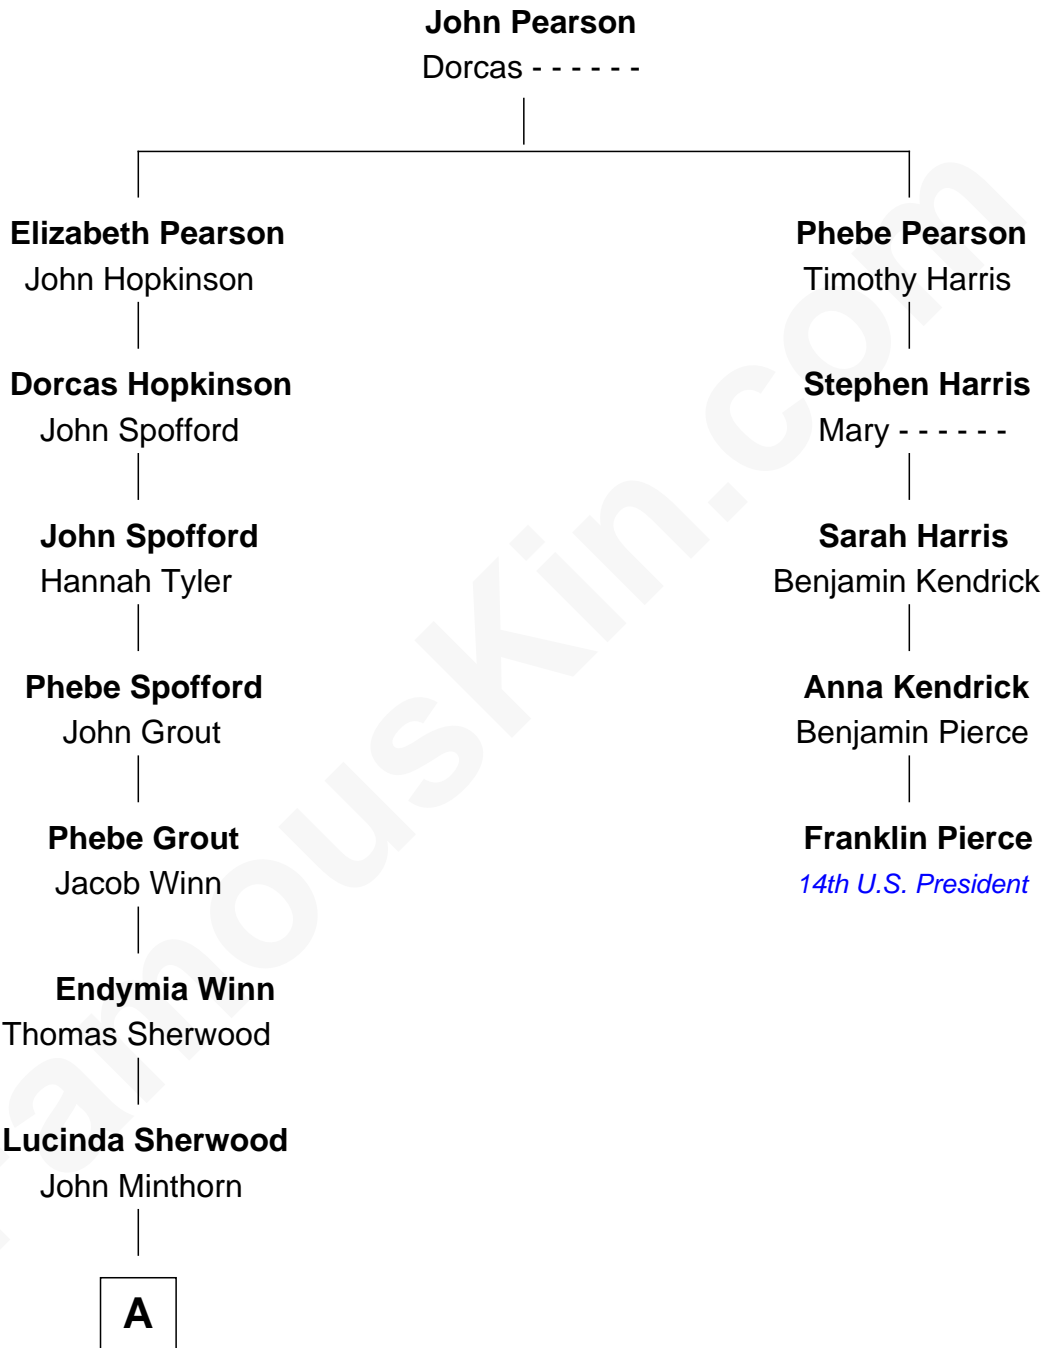 John Pearson
Dorcas - - - - - -
Elizabeth Pearson
John Hopkinson
Phebe Pearson
Timothy Harris
Dorcas Hopkinson
John Spofford
Stephen Harris
Mary - - - - - -
John Spofford
Hannah Tyler
Sarah Harris
Benjamin Kendrick
Phebe Spofford
John Grout
Anna Kendrick
Benjamin Pierce
Phebe Grout
Jacob Winn
Franklin Pierce
14th U.S. President
Endymia Winn
Thomas Sherwood
Lucinda Sherwood
John Minthorn
A
FamousKin.com